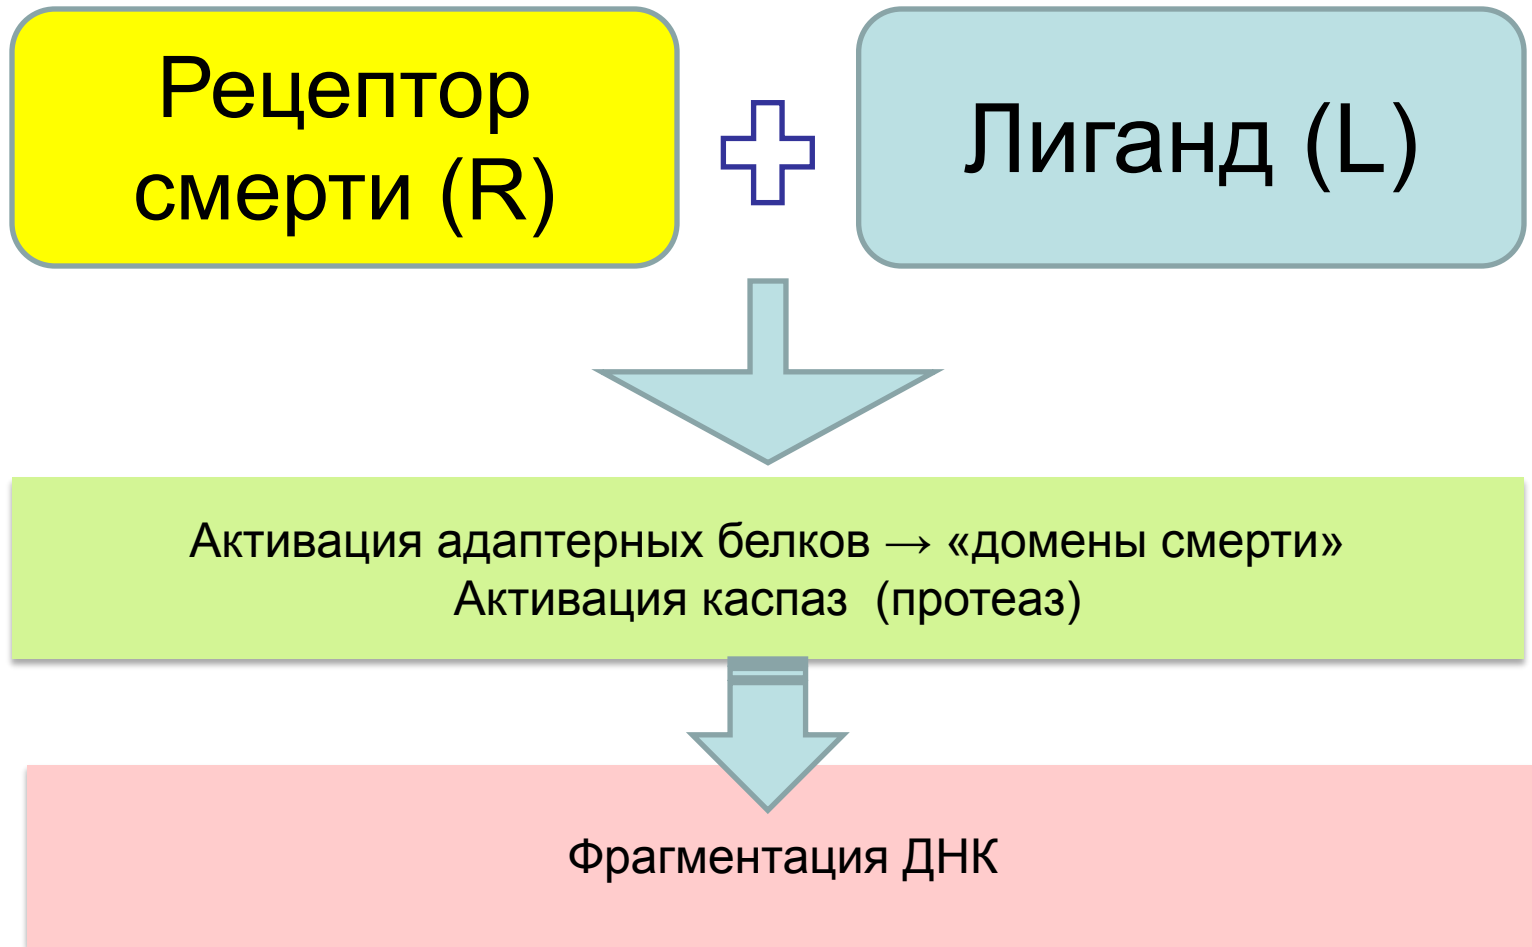 Рецептор
смерти (R)
Лиганд (L)
Активация адаптерных белков → «домены смерти»
Активация каспаз (протеаз)
Фрагментация ДНК